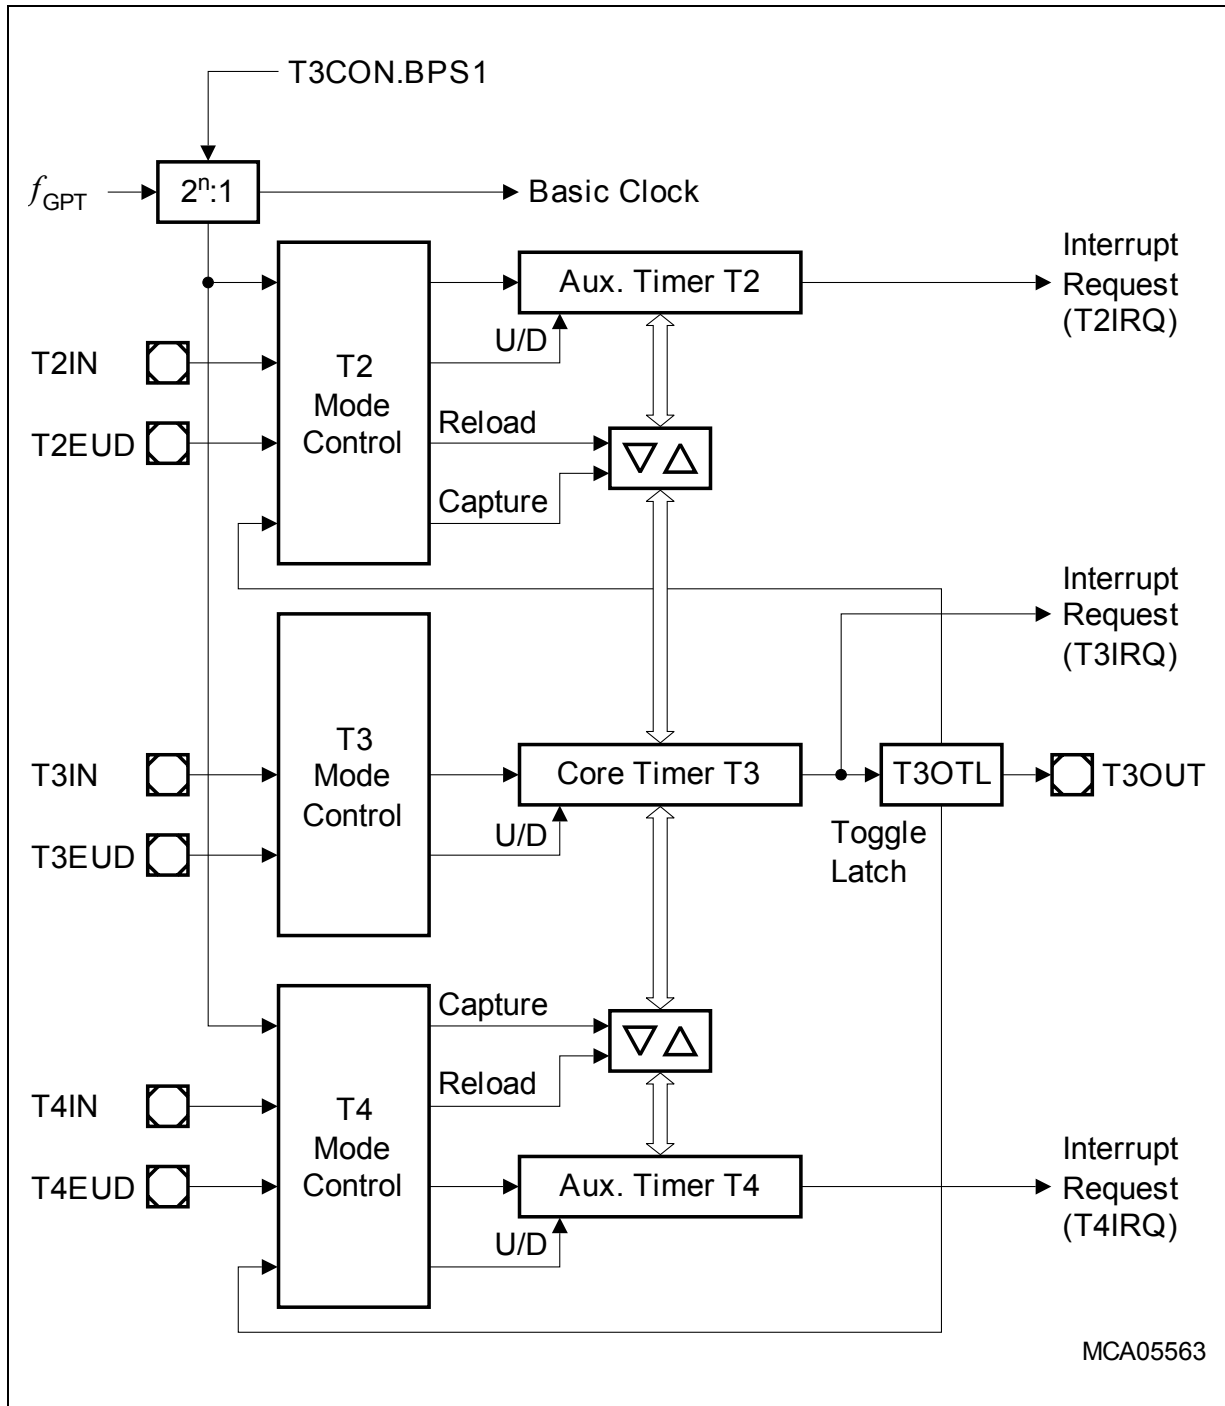 T3CON.BPS1
fGPT
2ⁿ:1
Basic Clock
Interrupt
Request
(T2IRQ)
Aux. Timer T2
U/D
T2IN
T2
Mode
Control
T2EUD
Reload
Capture
Interrupt
Request
(T3IRQ)
T3
Mode
Control
T3IN
Core Timer T3
T3OTL
T3OUT
U/D
T3EUD
Toggle
Latch
Capture
Reload
T4IN
T4
Mode
Control
T4EUD
Aux. Timer T4
U/D
Interrupt
Request
(T4IRQ)
MCA05563